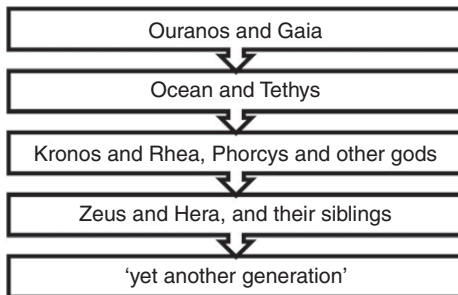 Ouranos and Gaia
Ocean and Tethys
Kronos and Rhea, Phorcys and other gods
Zeus and Hera, and their siblings
‘yet another generation’